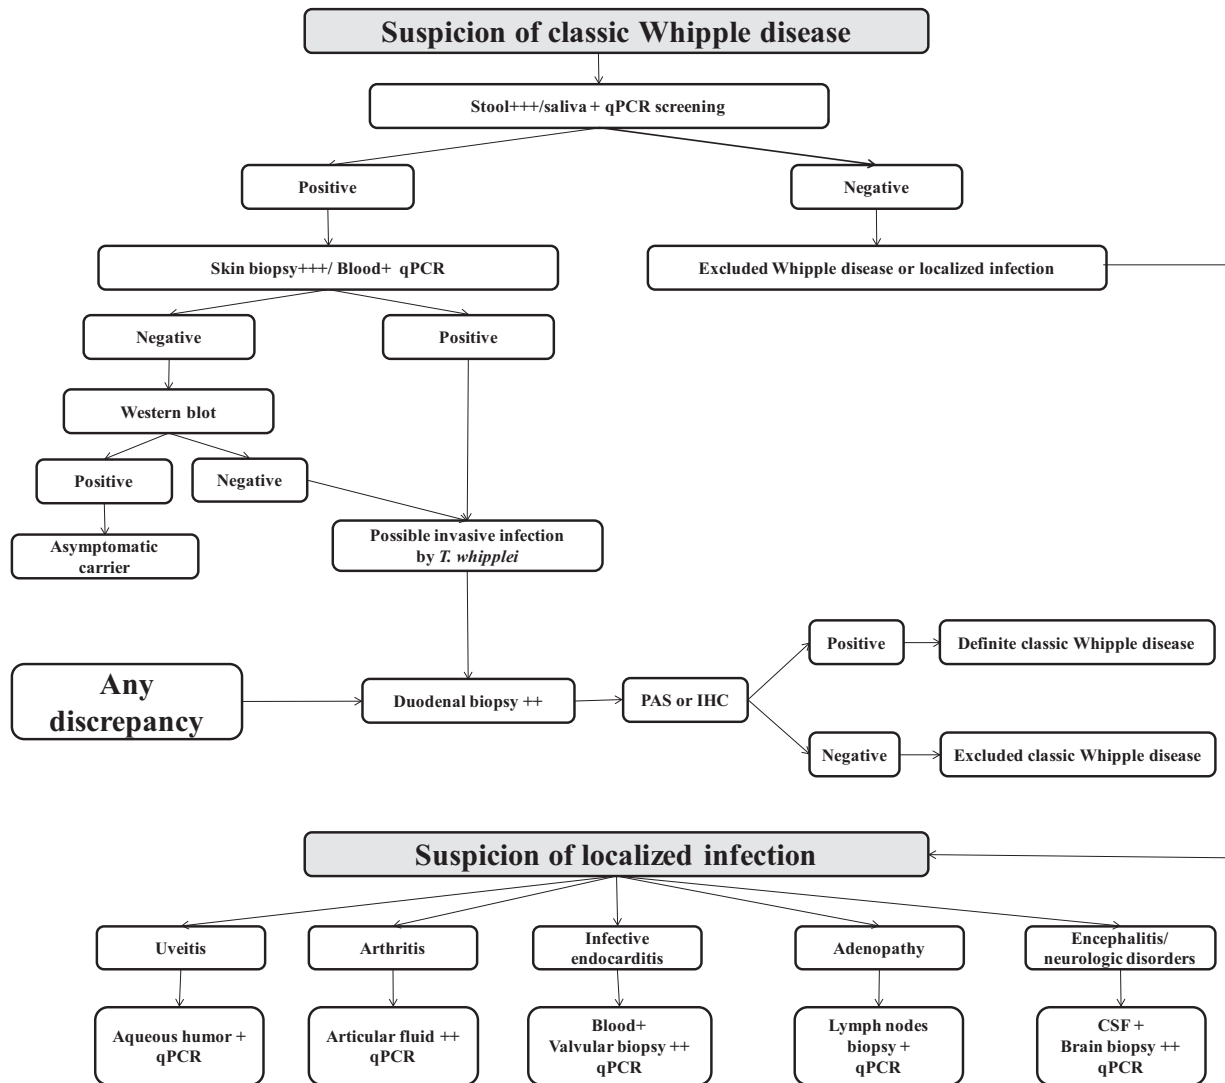 Suspicion of classic Whipple disease
Stool+++/saliva + qPCR screening
Positive
Negative
Skin biopsy+++/ Blood+ qPCR
Excluded Whipple disease or localized infection
Negative
Positive
Western blot
Positive
Negative
Asymptomatic
carrier
Possible invasive infection
by T. whipplei
Any
discrepancy
Duodenal biopsy ++
PAS or IHC
Positive
Definite classic Whipple disease
Negative
Excluded classic Whipple disease
Suspicion of localized infection
Uveitis
Arthritis
Infective
endocarditis
Adenopathy
Encephalitis/
neurologic disorders
Aqueous humor +
qPCR
Articular fluid ++
qPCR
Blood+
Valvular biopsy ++
qPCR
Lymph nodes
biopsy +
qPCR
CSF +
Brain biopsy ++
qPCR